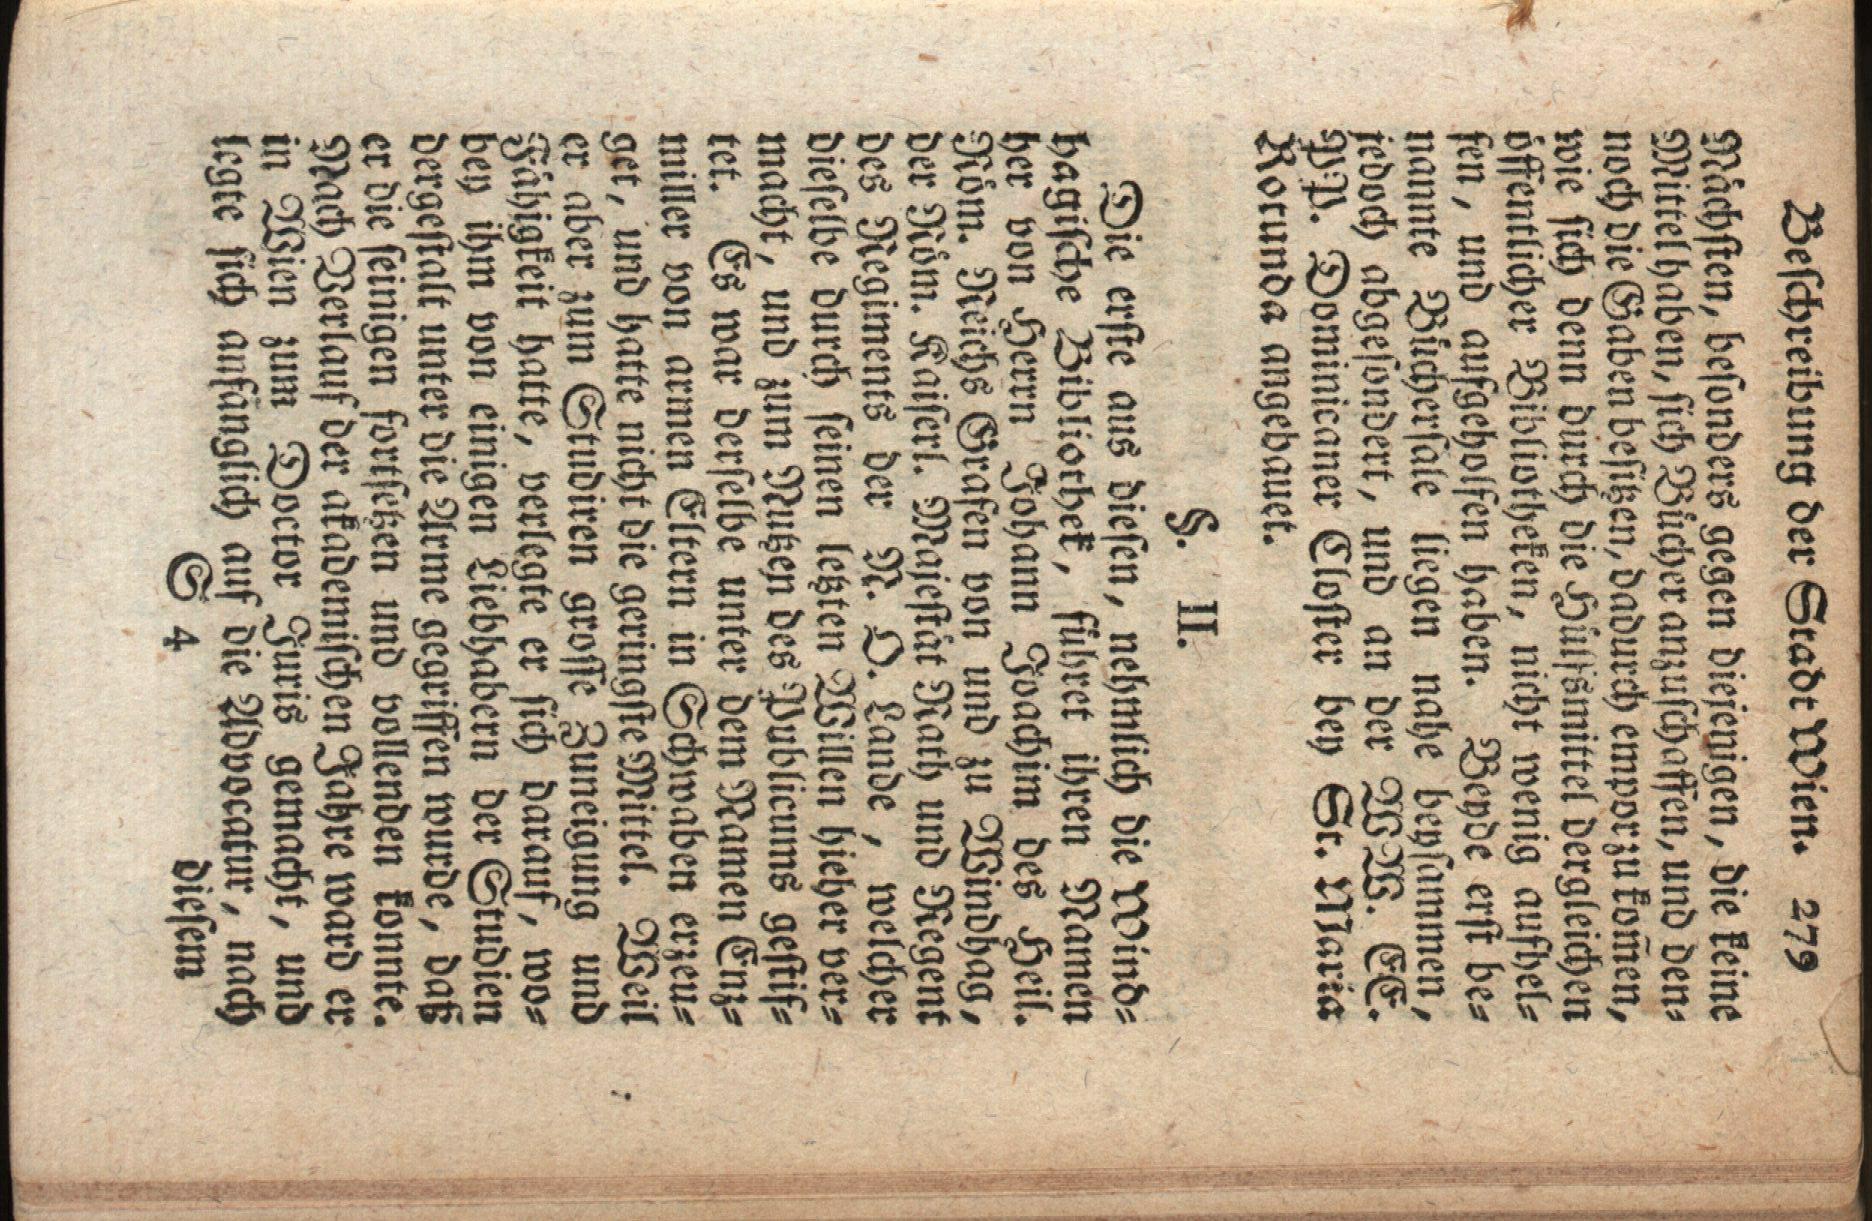 Beschreibung der Stadt Wien. 279
Nächsten, besonders gegen diejenigen, die keine
Mittel haben, sich Bücher anzuschaffen, und den-
noch die Gaben besitzen, dadurch empor zu kom̃en,
wie sich denn durch die Hülfsmittel dergleichen
öffentlicher Bibliotheken, nicht wenig aufhel-
fen, und aufgeholfen haben. Beyde erst be-
nannte Büchersäle liegen nahe beysammen,
jedoch abgesondert, und an der WW. EE.
PP. Dominicaner Closter bey St. Maria
Rotunda angebauet.
§. II.
Die erste aus diesen, nehmlich die Wind-
hagische Bibliothek, führet ihren Namen
her von Herrn Johann Joachim des Heil.
Röm. Reichs Grafen von und zu Windhag,
der Röm. Kaiserl. Majestät Rath und Regent
des Regiments der N. O. Lande, welcher
dieselbe durch seinen letzten Willen hieher ver-
macht, und zum Nutzen des Publicums gestif-
tet. Es war derselbe unter dem Namen Enz-
miller von armen Eltern in Schwaben erzeu-
get, und hatte nicht die geringste Mittel. Weil
er aber zum Studiren grosse Zuneigung und
Fähigkeit hatte, verlegte er sich darauf, wo-
bey ihm von einigen Liebhabern der Studien
dergestalt unter die Arme gegriffen wurde, daß
er die seinigen fortsetzen und vollenden konnte.
Nach Verlauf der akademischen Jahre ward er
in Wien zum Doctor Juris gemacht, und
legte sich anfänglich auf die Advocatur, nach
S 4 diesem